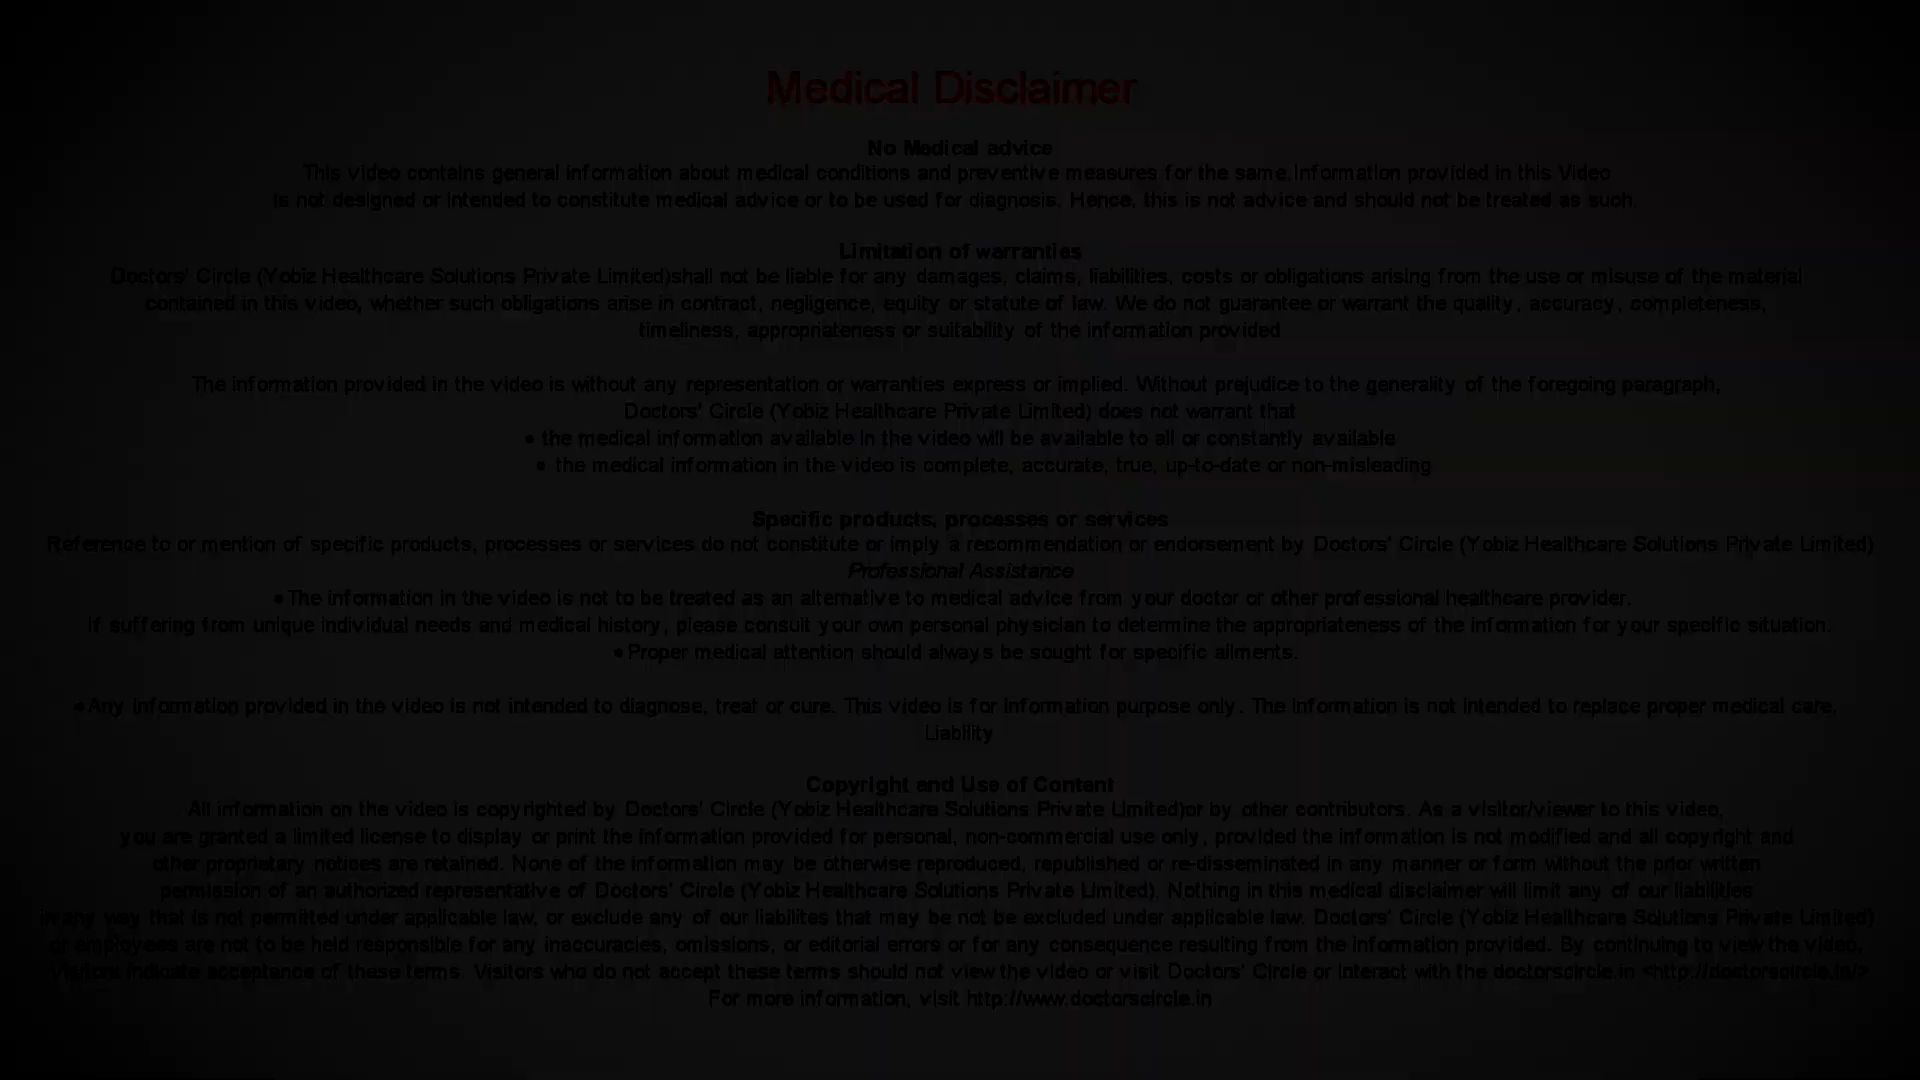 Medical Disclaimer
No Medical advice
This video contains general information about medical conditions and preventive measures for the same.Information provided in this Video
is not designed or intended to constitute medical advice or to be used for diagnosis. Hence, this is not advice and should not be treated as such.
Limitation of warranties
Doctors' Circle (Yobiz Healthcare Solutions Private Limited)shall not be liable for any damages, claims, liabilities, costs or obligations arising from the use or misuse of the material
contained in this video, whether such obligations arise in contract, negligence, equity or statute of law. We do not guarantee or warrant the quality, accuracy, completeness,
timeliness, appropriateness or suitability of the information provided
The information provided in the video is without any representation or warranties express or implied. Without prejudice to the generality of the foregoing paragraph,
Doctors' Circle (Yobiz Healthcare Private Limited) does not warrant that
• the medical information available in the video will be available to all or constantly available
• the medical information in the video is complete, accurate, true, up-to-date or non-misleading
Specific products, processes or services
Reference to or mention of specific products, processes or services do not constitute or imply a recommendation or endorsement by Doctors' Circle (Yobiz Healthcare Solutions Private Limited)
Professional Assistance
•The information in the video is not to be treated as an alternative to medical advice from your doctor or other professional healthcare provider.
If suffering from unique individual needs and medical history, please consult your own personal physician to determine the appropriateness of the information for your specific situation.
•Proper medical attention should always be sought for specific ailments.
•Any information provided in the video is not intended to diagnose, treat or cure. This video is for information purpose only. The information is not intended to replace proper medical care.
Liability
Copyright and Use of Content
All information on the video is copyrighted by Doctors' Circle (Yobiz Healthcare Solutions Private Limited)or by other contributors. As a visitor/viewer to this video,
you are granted a limited license to display or print the information provided for personal, non-commercial use only, provided the information is not modified and all copyright and
other proprietary notices are retained. None of the information may be otherwise reproduced, republished or re-disseminated in any manner or form without the prior written
permission of an authorized representative of Doctors' Circle (Yobiz Healthcare Solutions Private Limited). Nothing in this medical disclaimer will limit any of our liabilities
in any way that is not permitted under applicable law, or exclude any of our liabilites that may be not be excluded under applicable law. Doctors' Circle (Yobiz Healthcare Solutions Private Limited)
or employees are not to be held responsible for any inaccuracies, omissions, or editorial errors or for any consequence resulting from the information provided. By continuing to view the video,
visitors indicate acceptance of these terms. Visitors who do not accept these terms should not view the video or visit Doctors' Circle or interact with the doctorscircle.in <http://doctorscircle.in/>
For more information, visit http://www.doctorscircle.in